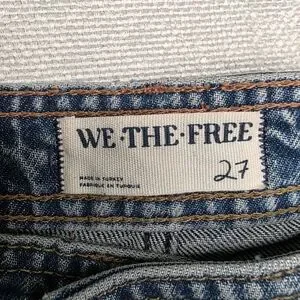 WE·THE·FREE
27
MADE IN TURKEY
FABRIQUÉ EN TURQUIE